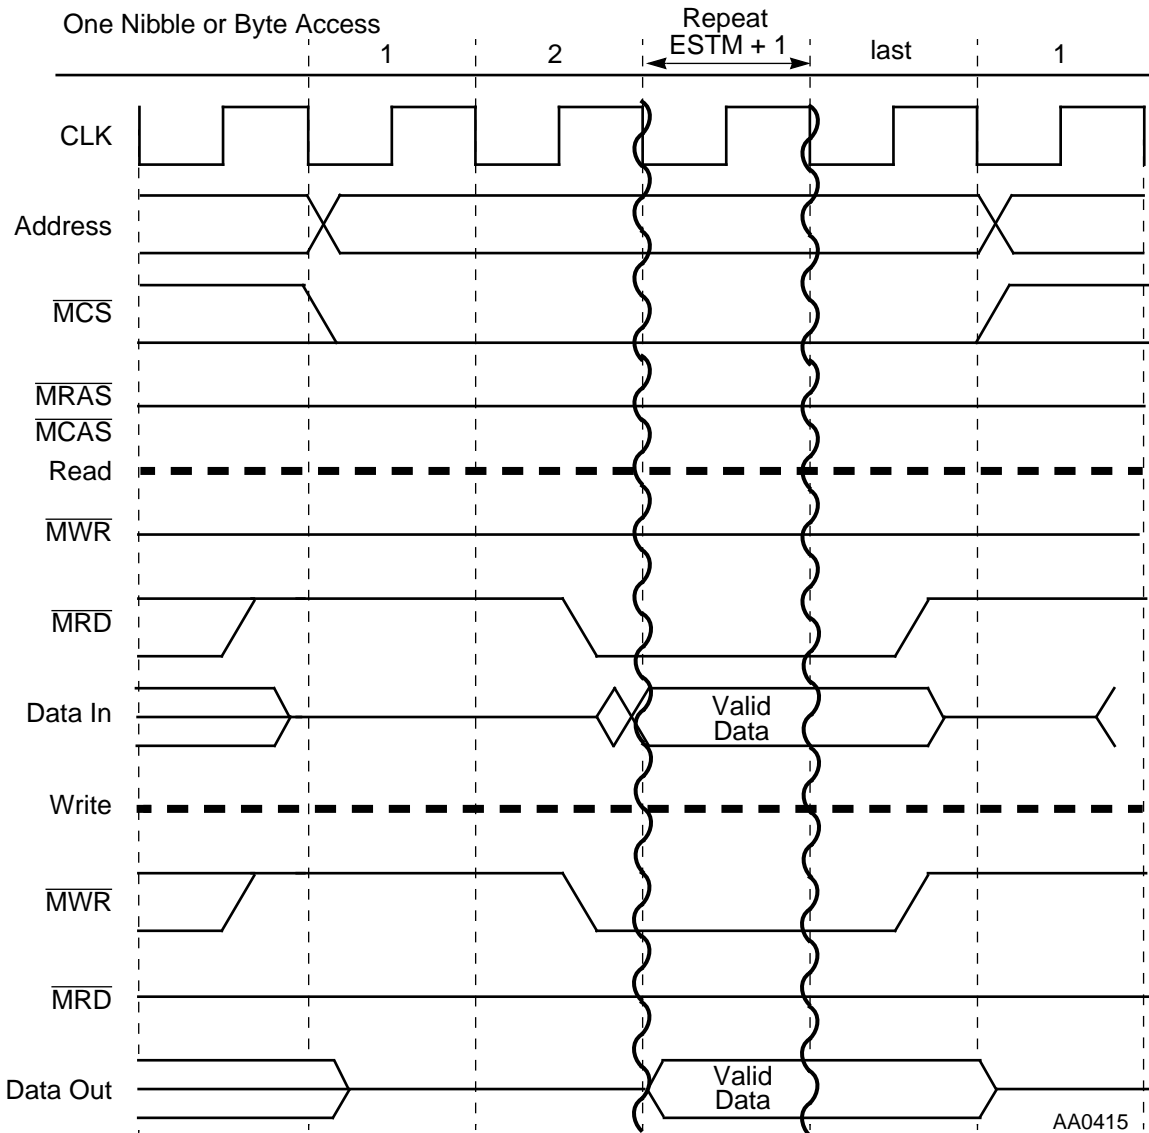 One Nibble or Byte Access
Repeat
ESTM + 1
1
2
last
1
CLK
Address
MCS
MRAS
MCAS
Read
MWR
MRD
Data In
Valid
Data
Write
MWR
MRD
Data Out
Valid
Data
AA0415